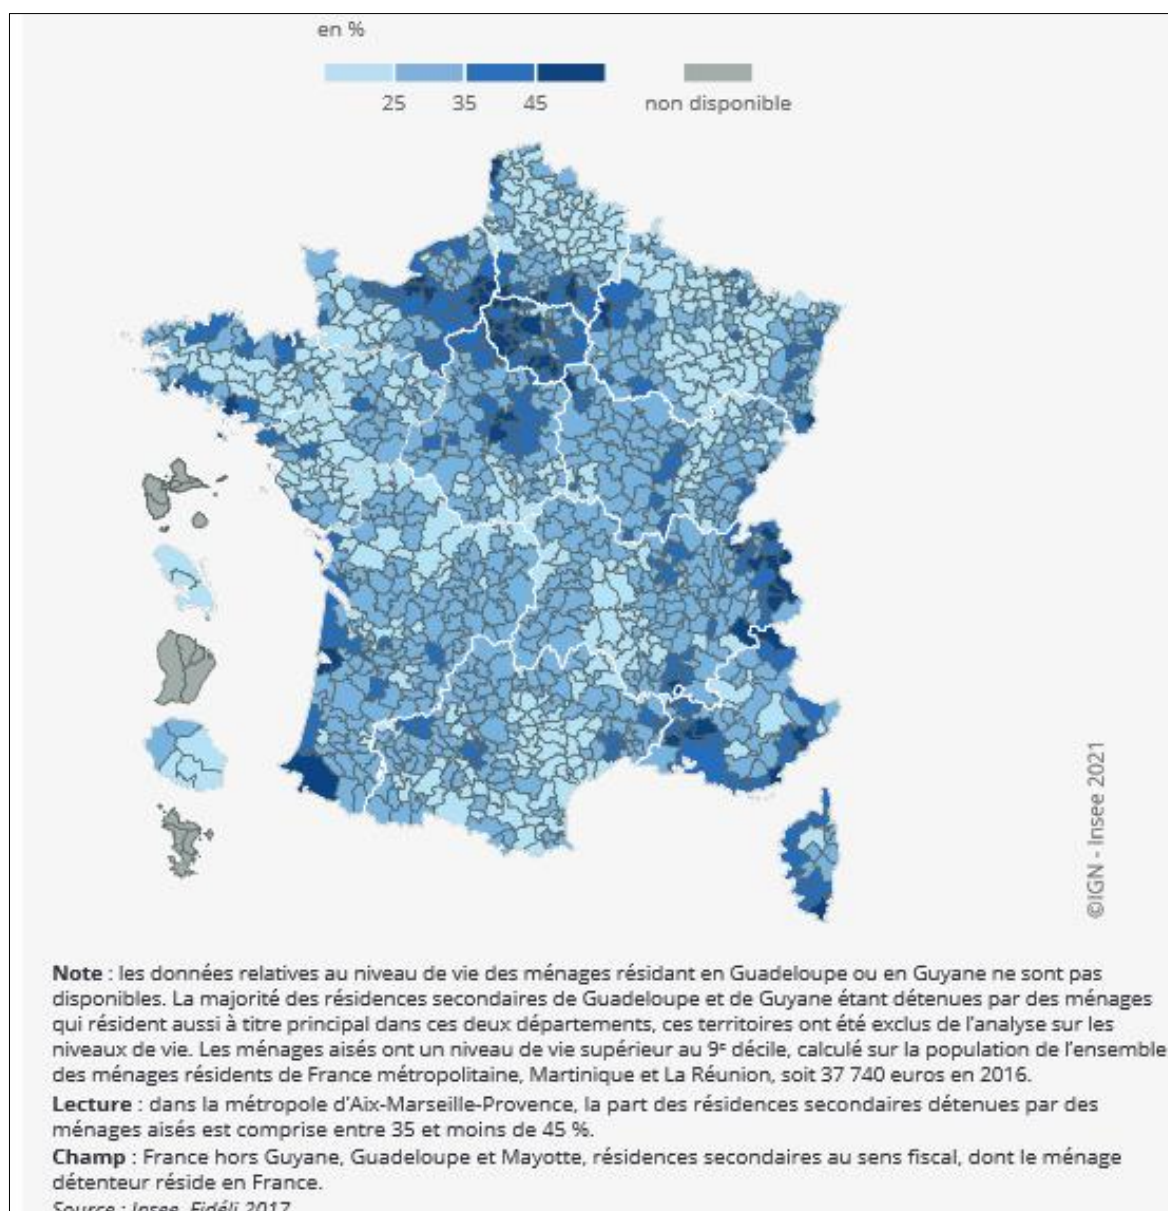 en %
25 35 45 non disponible
©IGN - Insee 2021
Note : les données relatives au niveau de vie des ménages résidant en Guadeloupe ou en Guyane ne sont pas
disponibles. La majorité des résidences secondaires de Guadeloupe et de Guyane étant détenues par des ménages
qui résident aussi à titre principal dans ces deux départements, ces territoires ont été exclus de l'analyse sur les
niveaux de vie. Les ménages aisés ont un niveau de vie supérieur au 9ᵉ décile, calculé sur la population de l'ensemble
des ménages résidents de France métropolitaine, Martinique et La Réunion, soit 37 740 euros en 2016.
Lecture : dans la métropole d'Aix-Marseille-Provence, la part des résidences secondaires détenues par des
ménages aisés est comprise entre 35 et moins de 45 %.
Champ : France hors Guyane, Guadeloupe et Mayotte, résidences secondaires au sens fiscal, dont le ménage
détenteur réside en France.
Source : Insee, Fidéli 2017